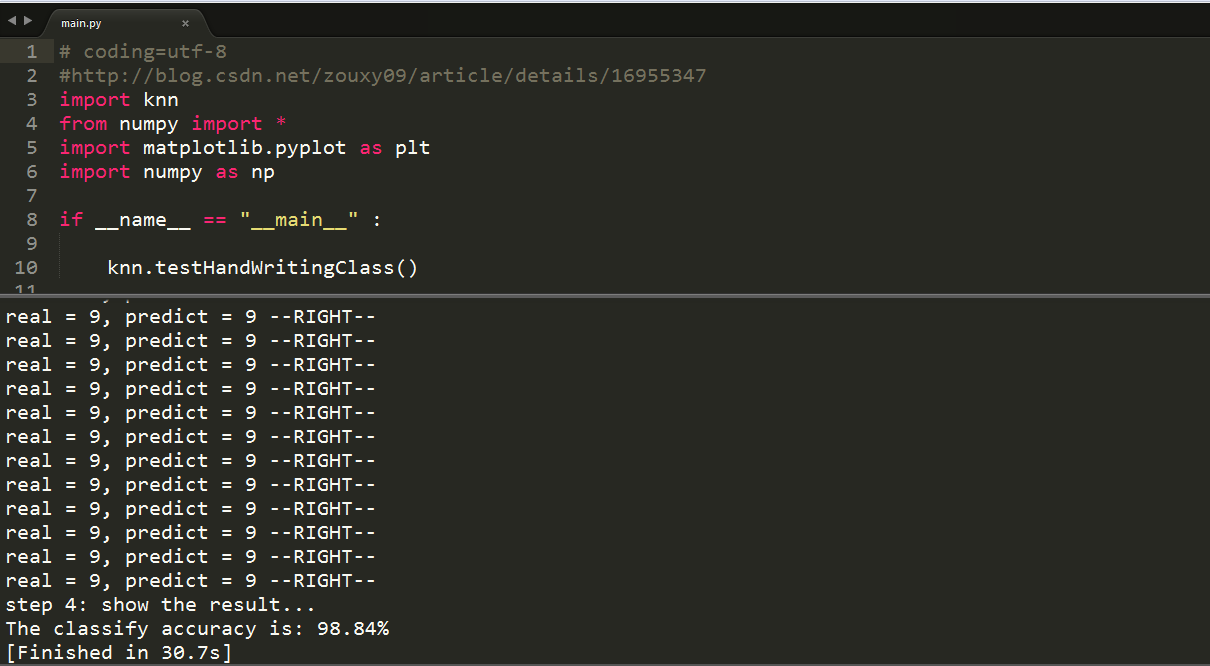 main.py ×
1 # coding=utf-8
2 #http://blog.csdn.net/zouxy09/article/details/16955347
3 import knn
4 from numpy import *
5 import matplotlib.pyplot as plt
6 import numpy as np
7
8 if __name__ == "__main__" :
9
10     knn.testHandWritingClass()
11
real = 9, predict = 9 --RIGHT--
real = 9, predict = 9 --RIGHT--
real = 9, predict = 9 --RIGHT--
real = 9, predict = 9 --RIGHT--
real = 9, predict = 9 --RIGHT--
real = 9, predict = 9 --RIGHT--
real = 9, predict = 9 --RIGHT--
real = 9, predict = 9 --RIGHT--
real = 9, predict = 9 --RIGHT--
real = 9, predict = 9 --RIGHT--
real = 9, predict = 9 --RIGHT--
real = 9, predict = 9 --RIGHT--
step 4: show the result...
The classify accuracy is: 98.84%
[Finished in 30.7s]